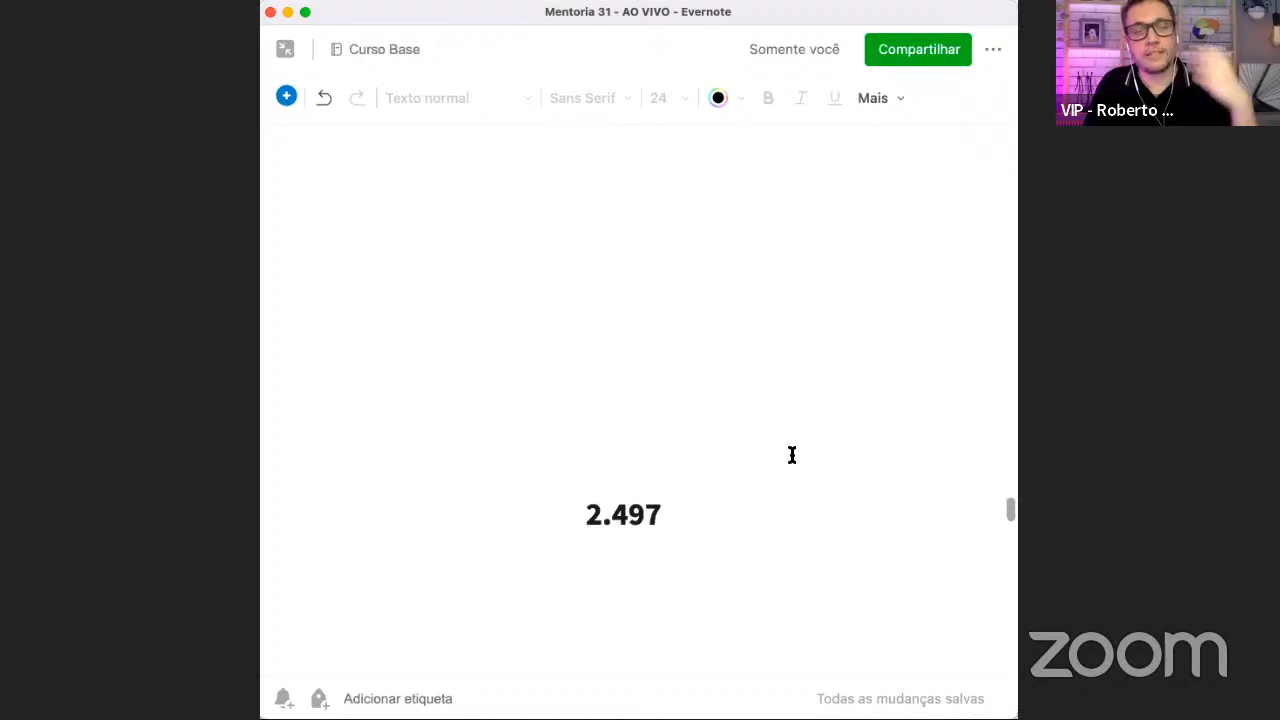 Mentoria 31 - AO VIVO - Evernote
Curso Base
Somente você
Compartilhar
Texto normal
Sans Serif
24
B
I
U
Mais
VIP - Roberto ...
2.497
Adicionar etiqueta
Todas as mudanças salvas
zoom